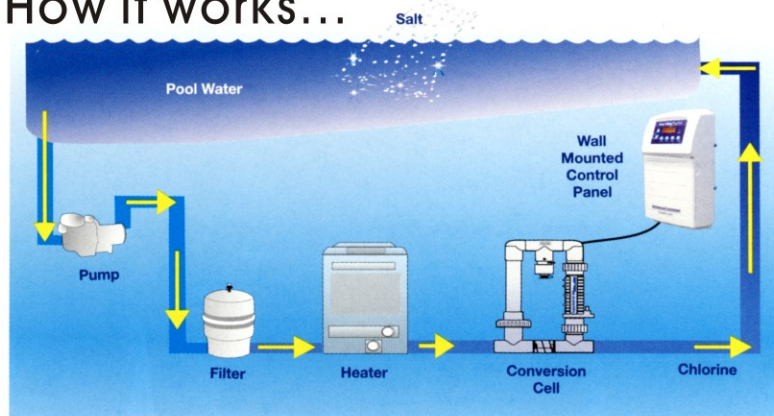 How it works...
Salt
Pool Water
Wall
Mounted
Control
Panel
Pump
Filter
Heater
Conversion
Cell
Chlorine